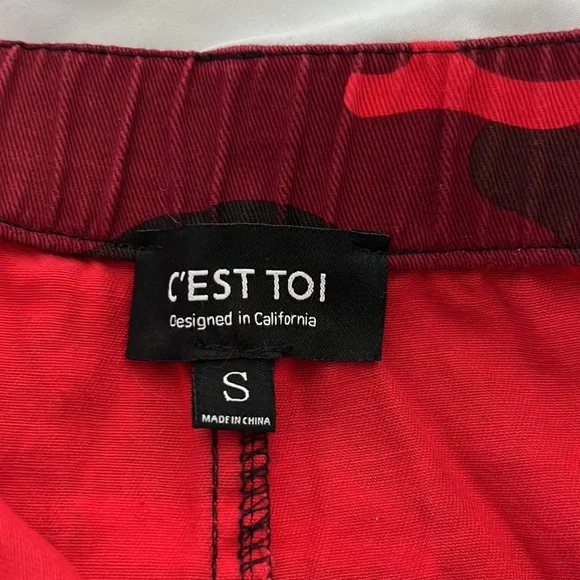 C'EST TOI
Designed in California
S
MADE IN CHINA